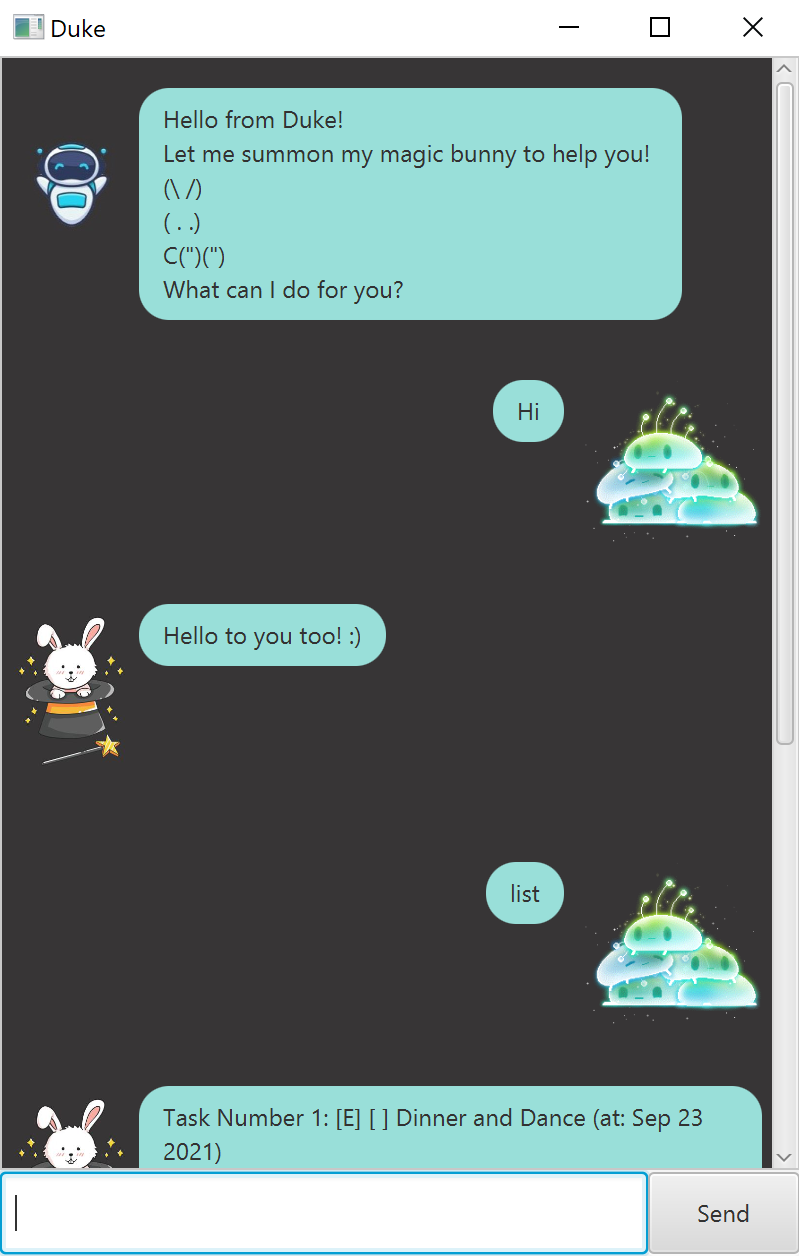 Duke
Hello from Duke!
Let me summon my magic bunny to help you!
(\ /)
( . .)
C(")(")
What can I do for you?
Hi
Hello to you too! :)
list
Task Number 1: [E] [ ] Dinner and Dance (at: Sep 23
2021)
Send